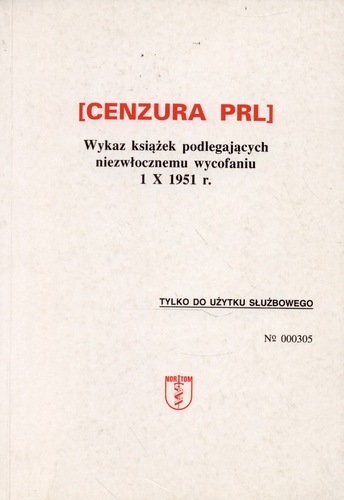 [CENZURA PRL]
Wykaz książek podlegających
niezwłocznemu wycofaniu
1 X 1951 r.
TYLKO DO UŻYTKU SŁUŻBOWEGO
№ 000305
NORTOM